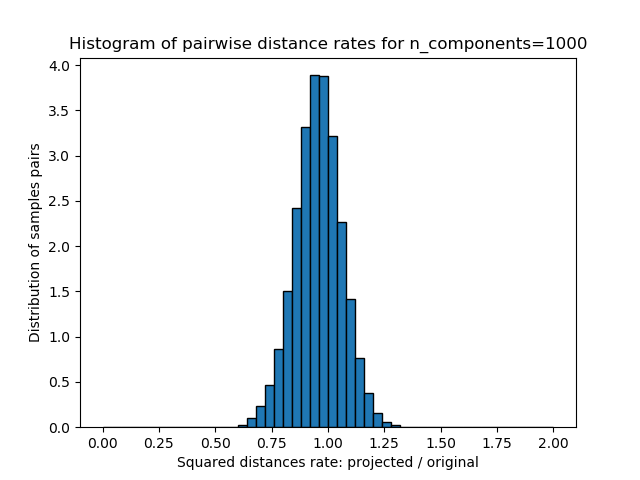 Histogram of pairwise distance rates for n_components=1000
4.0
3.5
3.0
2.5
2.0
1.5
1.0
0.5
0.0
Distribution of samples pairs
0.00 0.25 0.50 0.75 1.00 1.25 1.50 1.75 2.00
Squared distances rate: projected / original